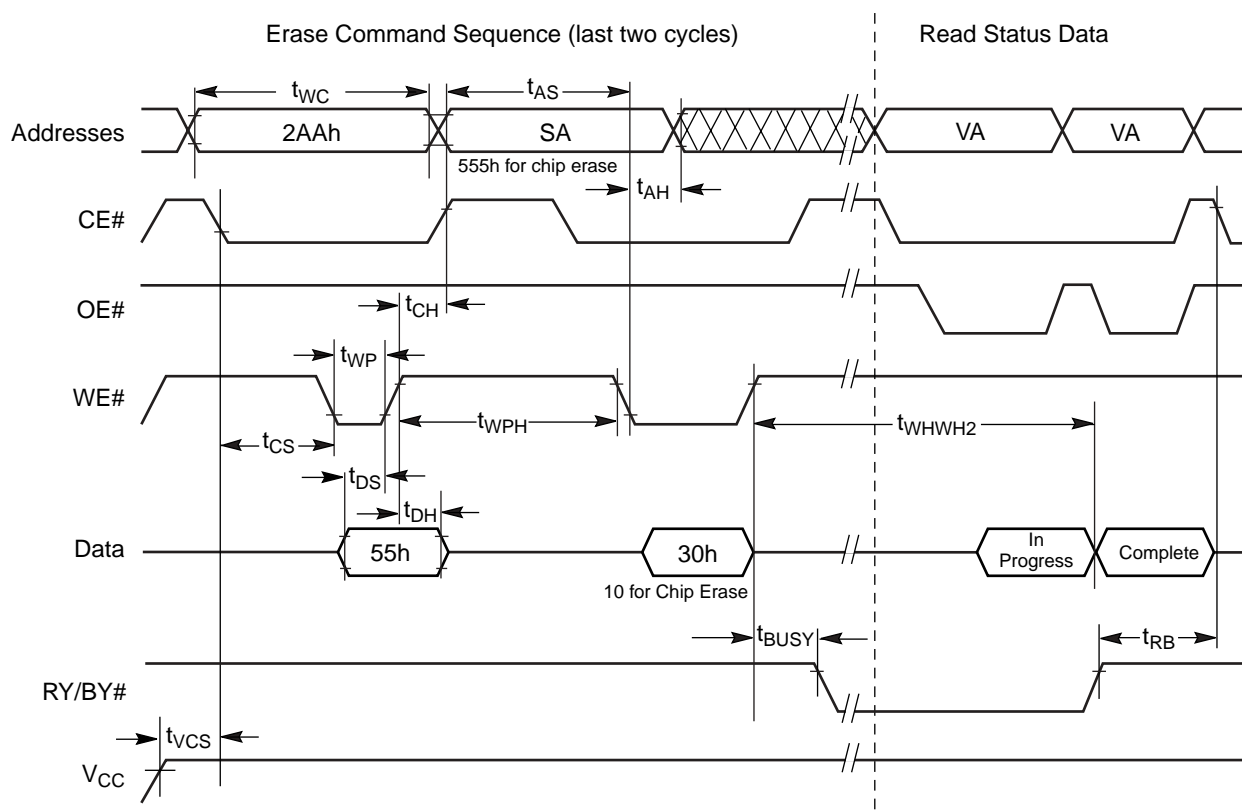 Erase Command Sequence (last two cycles)
Read Status Data
tWC
tAS
Addresses
2AAh
SA
VA
VA
555h for chip erase
tAH
CE#
OE#
tCH
tWP
WE#
tWPH
tWHWH2
tCS
tDS
tDH
Data
55h
30h
In
Progress
Complete
10 for Chip Erase
tBUSY
tRB
RY/BY#
tVCS
VCC